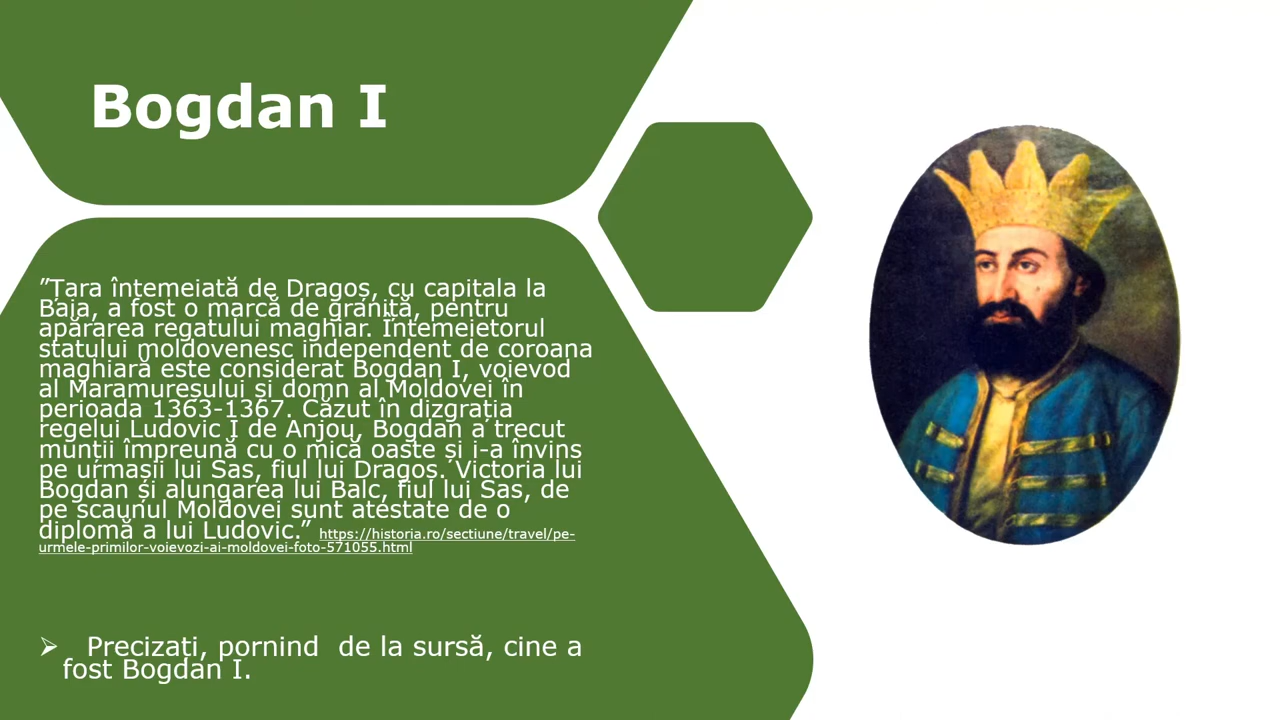 Bogdan I
”Țara întemeiată de Dragoș, cu capitala la
Baia, a fost o marcă de graniță, pentru
apărarea regatului maghiar. Întemeietorul
statului moldovenesc independent de coroana
maghiară este considerat Bogdan I, voievod
al Maramureșului și domn al Moldovei în
perioada 1363-1367. Căzut în dizgrația
regelui Ludovic I de Anjou, Bogdan a trecut
munții împreună cu o mică oaste și i-a învins
pe urmașii lui Sas, fiul lui Dragoș. Victoria lui
Bogdan și alungarea lui Balc, fiul lui Sas, de
pe scaunul Moldovei sunt atestate de o
diplomă a lui Ludovic.” https://historia.ro/sectiune/travel/pe-
urmele-primilor-voievozi-ai-moldovei-foto-571055.html
➢ Precizați, pornind de la sursă, cine a
fost Bogdan I.